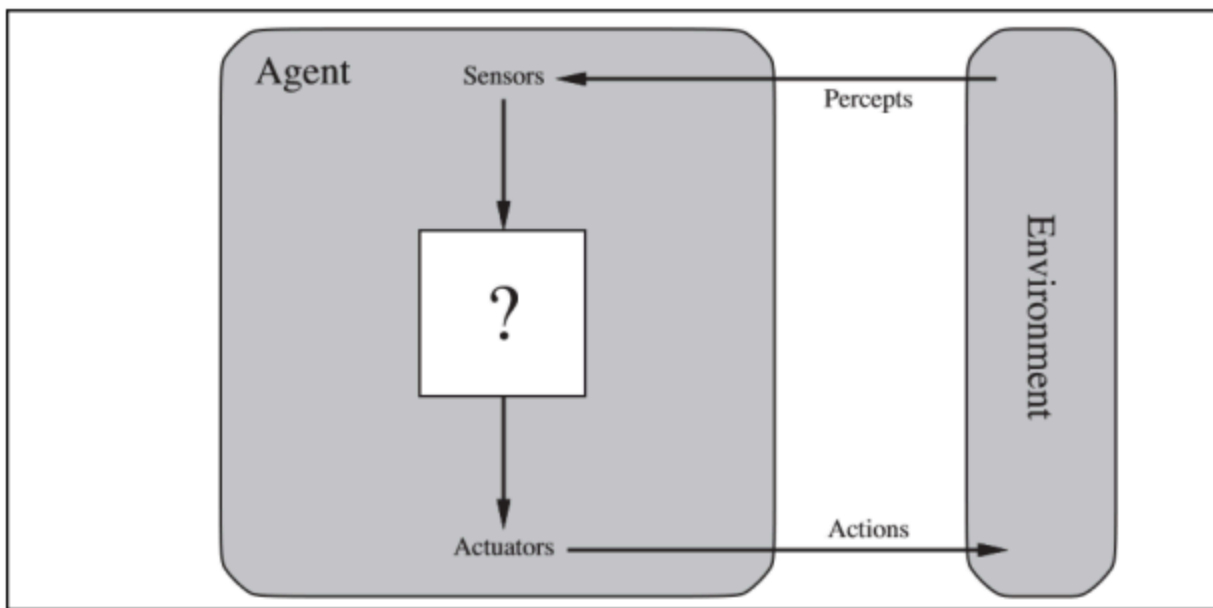 Agent
Sensors
Percepts
?
Environment
Actuators
Actions